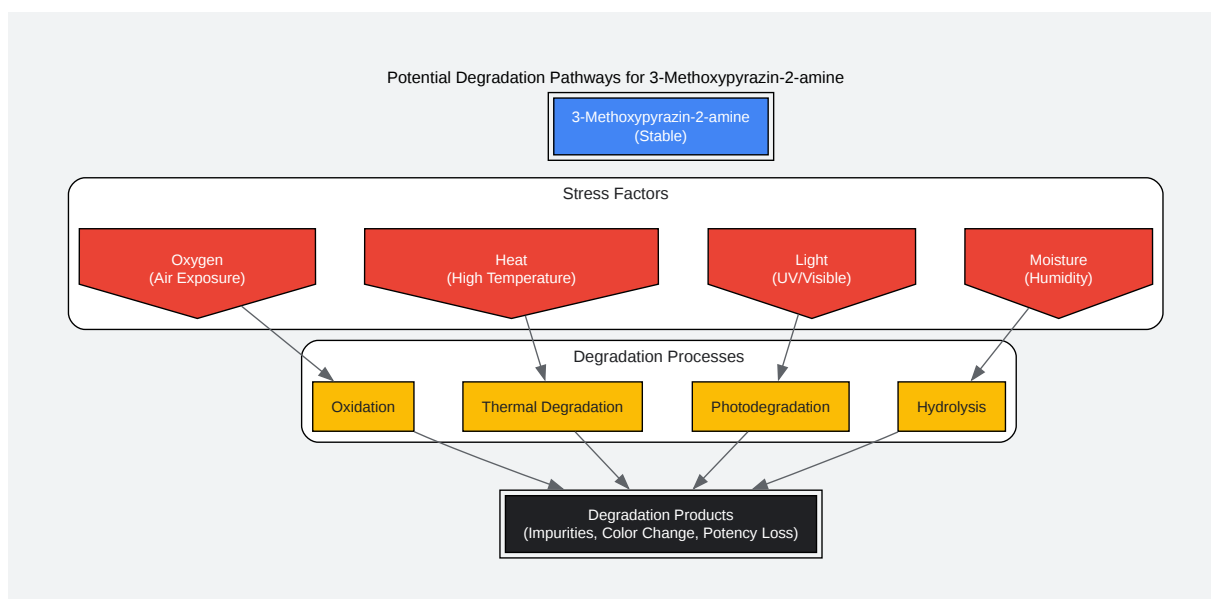 Potential Degradation Pathways for 3-Methoxypyrazin-2-amine
3-Methoxypyrazin-2-amine
(Stable)
Stress Factors
Oxygen
(Air Exposure)
Heat
(High Temperature)
Light
(UV/Visible)
Moisture
(Humidity)
Degradation Processes
Oxidation
Thermal Degradation
Photodegradation
Hydrolysis
Degradation Products
(Impurities, Color Change, Potency Loss)